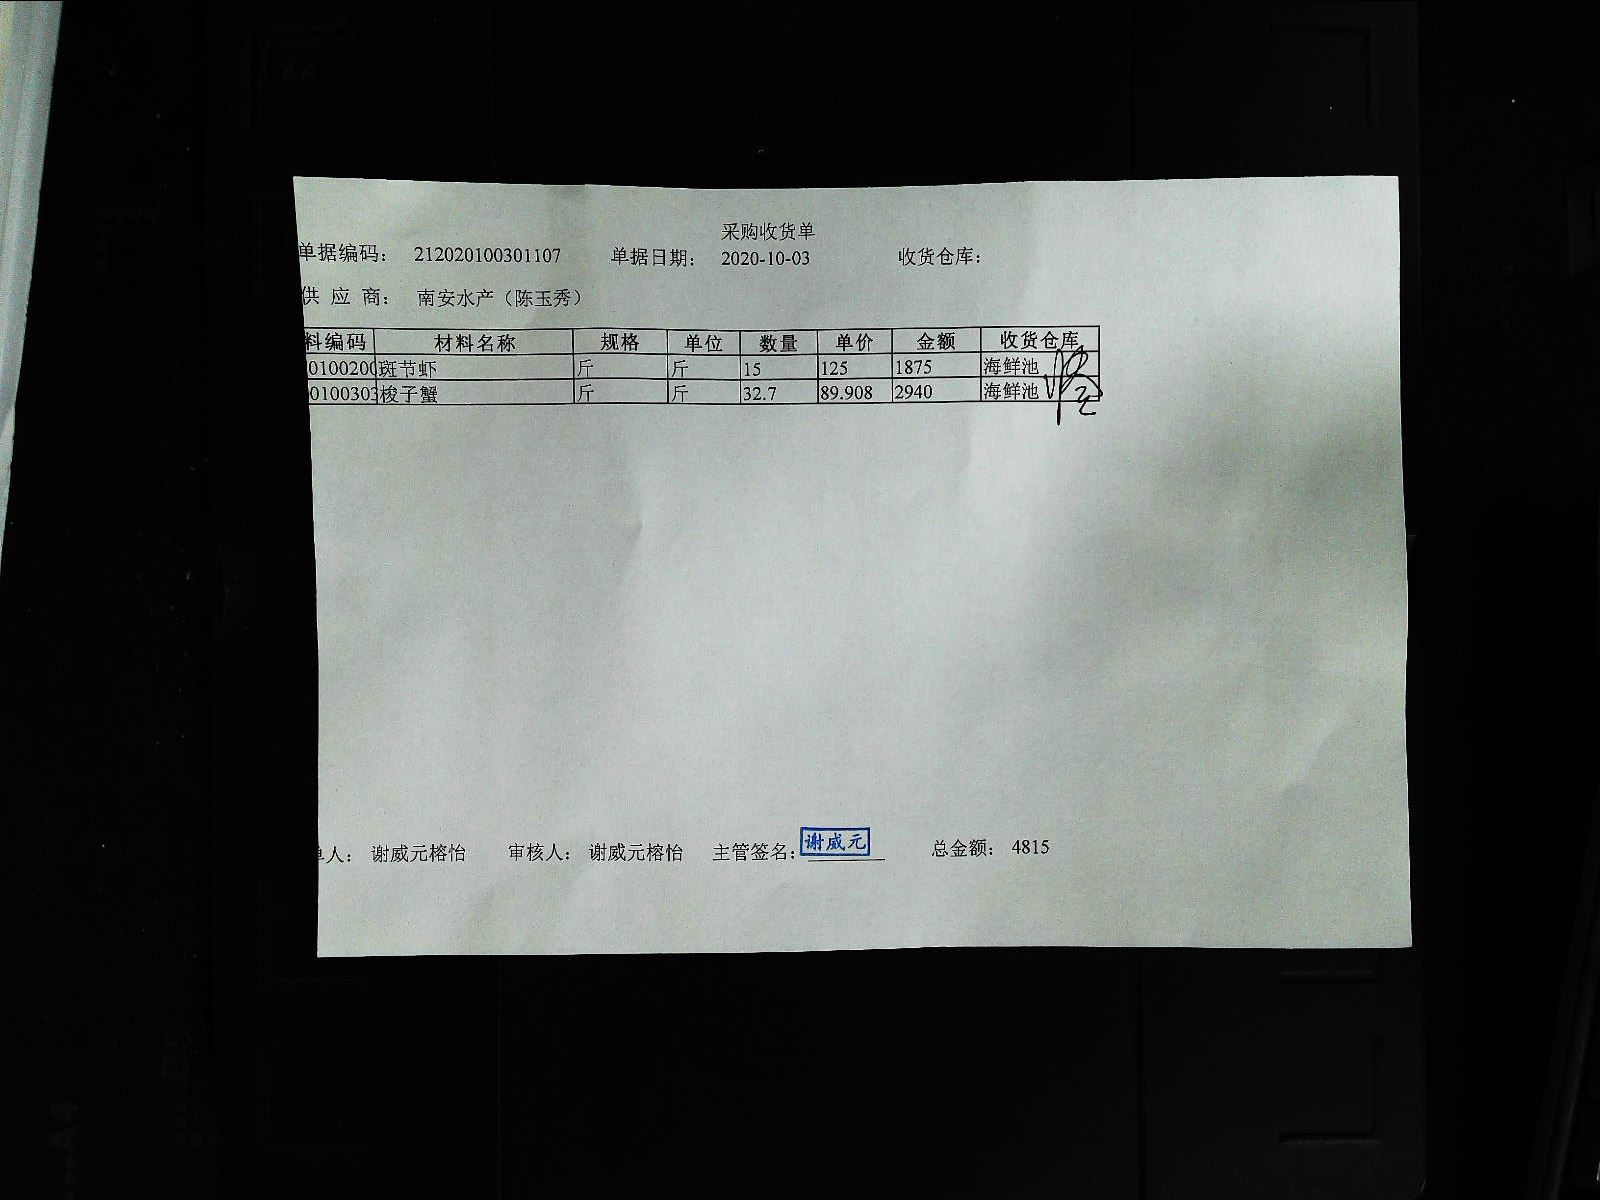 采购收货单
单据编码： 212020100301107 单据日期： 2020-10-03 收货仓库：
供 应 商： 南安水产（陈玉秀）
料编码 材料名称 规格 单位 数量 单价 金额 收货仓库
0100200 斑节虾 斤 斤 15 125 1875 海鲜池
0100303 梭子蟹 斤 斤 32.7 89.908 2940 海鲜池
单人： 谢威元榕怡 审核人： 谢威元榕怡 主管签名： 谢威元 总金额： 4815